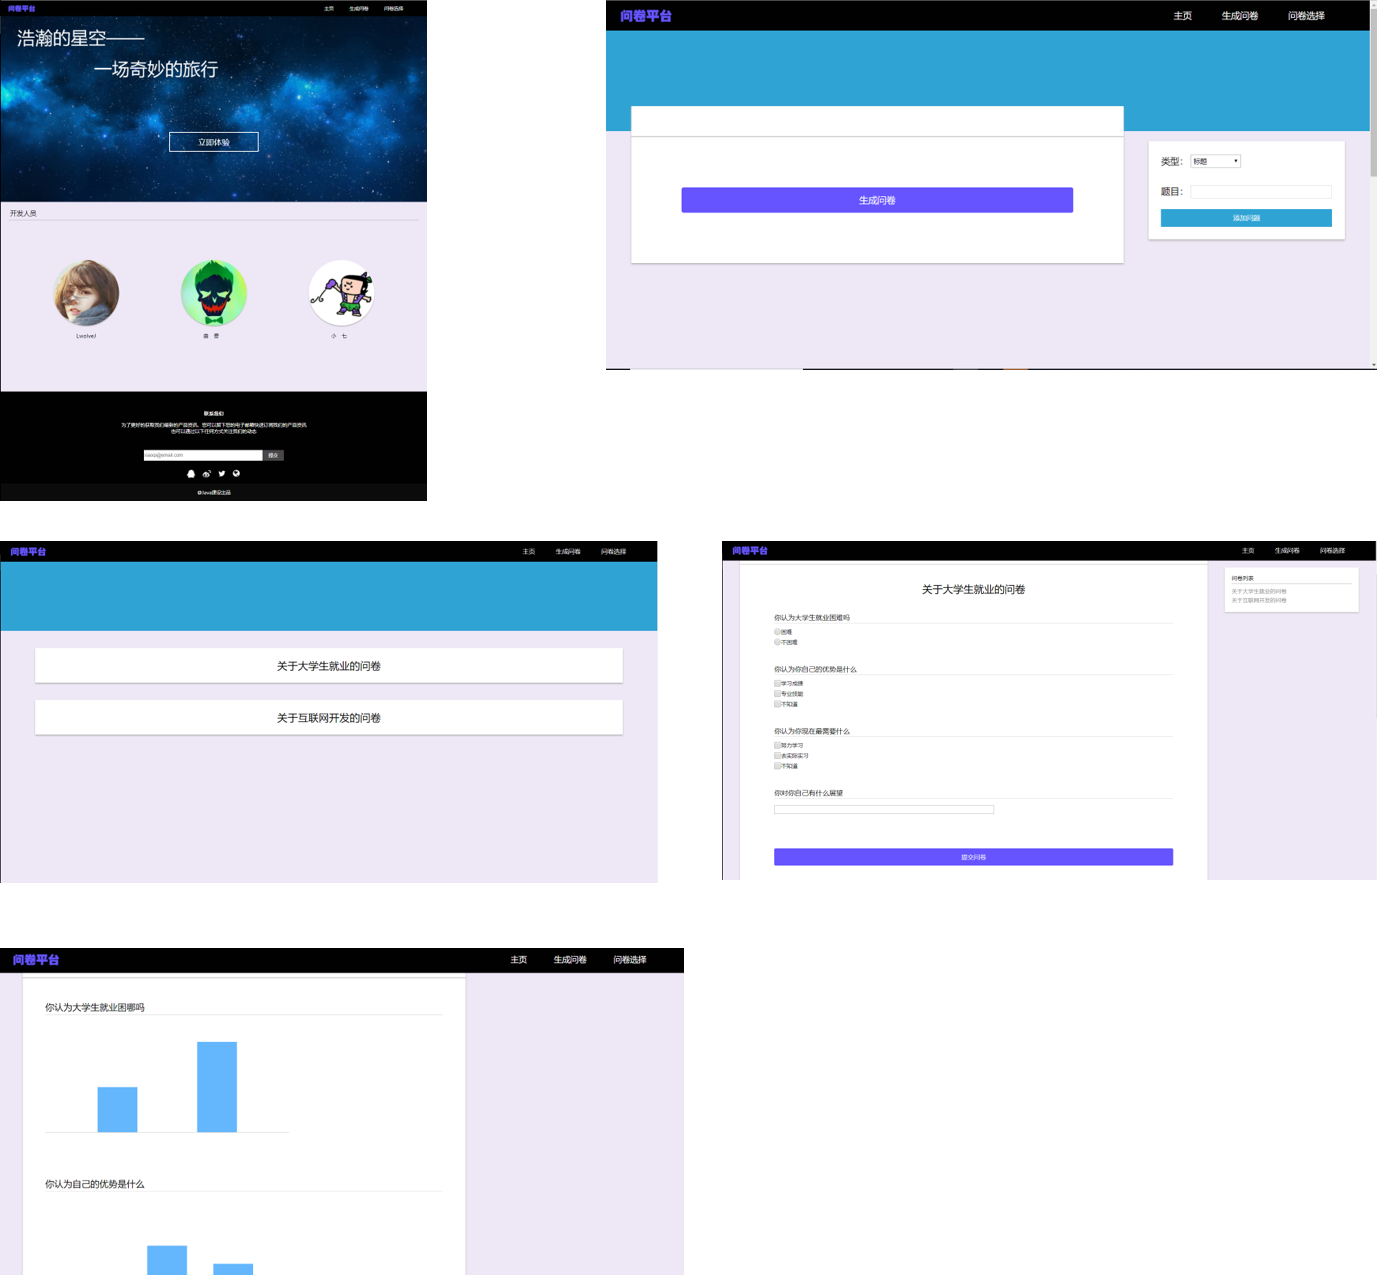 问卷平台
主页 生成问卷 问卷选择
浩瀚的星空——
一场奇妙的旅行
立即体验
开发人员
小 七
联系我们
为了更好的获取我们最新的产品资讯，您可以留下您的电子邮箱快速订阅我们的产品资讯
也可以通过以下任何方式关注我们的动态
提交
问卷平台
主页 生成问卷 问卷选择
生成问卷
类型： 标题
题目：
添加问题
问卷平台
主页 生成问卷 问卷选择
关于大学生就业的问卷
关于互联网开发的问卷
问卷平台
主页 生成问卷 问卷选择
关于大学生就业的问卷
你认为大学生就业困难吗
困难
不困难
你认为你自己的优势是什么
学习成绩
专业技能
不知道
你认为你现在最需要什么
努力学习
去实际实习
不知道
你对你自己有什么展望
提交问卷
问卷列表
关于大学生就业的问卷
关于互联网开发的问卷
问卷平台
主页 生成问卷 问卷选择
你认为大学生就业困哪吗
你认为自己的优势是什么